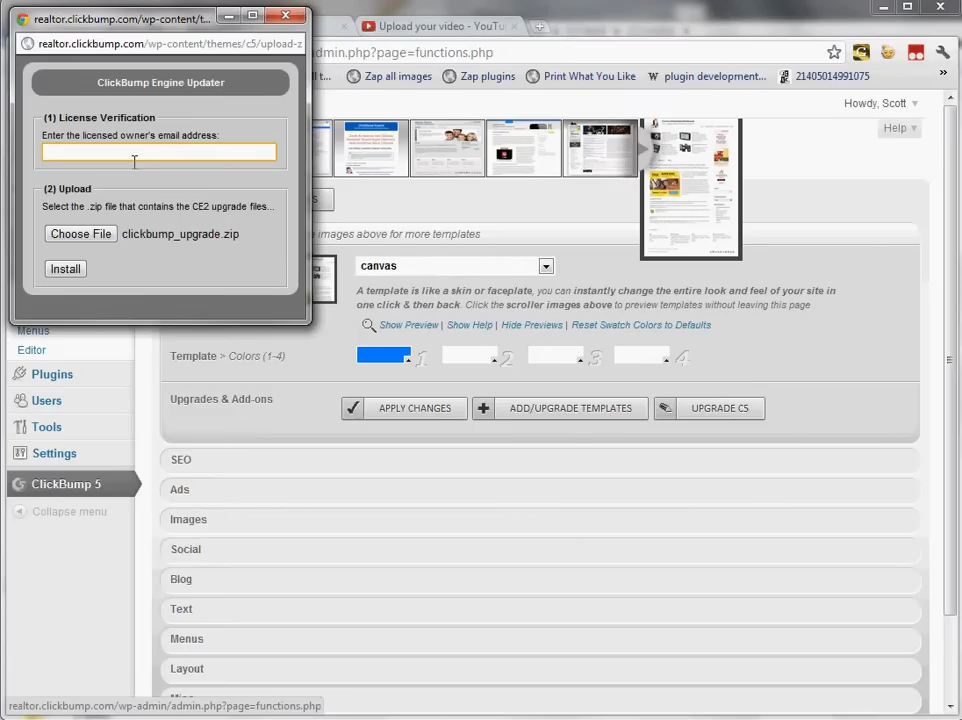 realtor.clickbump.com/wp-content/t...
realtor.clickbump.com/wp-content/themes/c5/upload-z
ClickBump Engine Updater
(1) License Verification
Enter the licensed owner's email address:
(2) Upload
Select the .zip file that contains the CE2 upgrade files...
Choose File clickbump_upgrade.zip
Install
Upload your video - YouTu
admin.php?page=functions.php
t... Zap all images Zap plugins Print What You Like W plugin development... 21405014991075 »
Howdy, Scott
Help
S
e images above for more templates
canvas
A template is like a skin or faceplate, you can instantly change the entire look and feel of your site in
one click & then back. Click the scroller images above to preview templates without leaving this page
Show Preview | Show Help | Hide Previews | Reset Swatch Colors to Defaults
Template > Colors (1-4) 1 2 3 4
Upgrades & Add-ons APPLY CHANGES ADD/UPGRADE TEMPLATES UPGRADE C5
Menus
Editor
Plugins
Users
Tools
Settings
ClickBump 5
Collapse menu
SEO
Ads
Images
Social
Blog
Text
Menus
Layout
realtor.clickbump.com/wp-admin/admin.php?page=functions.php